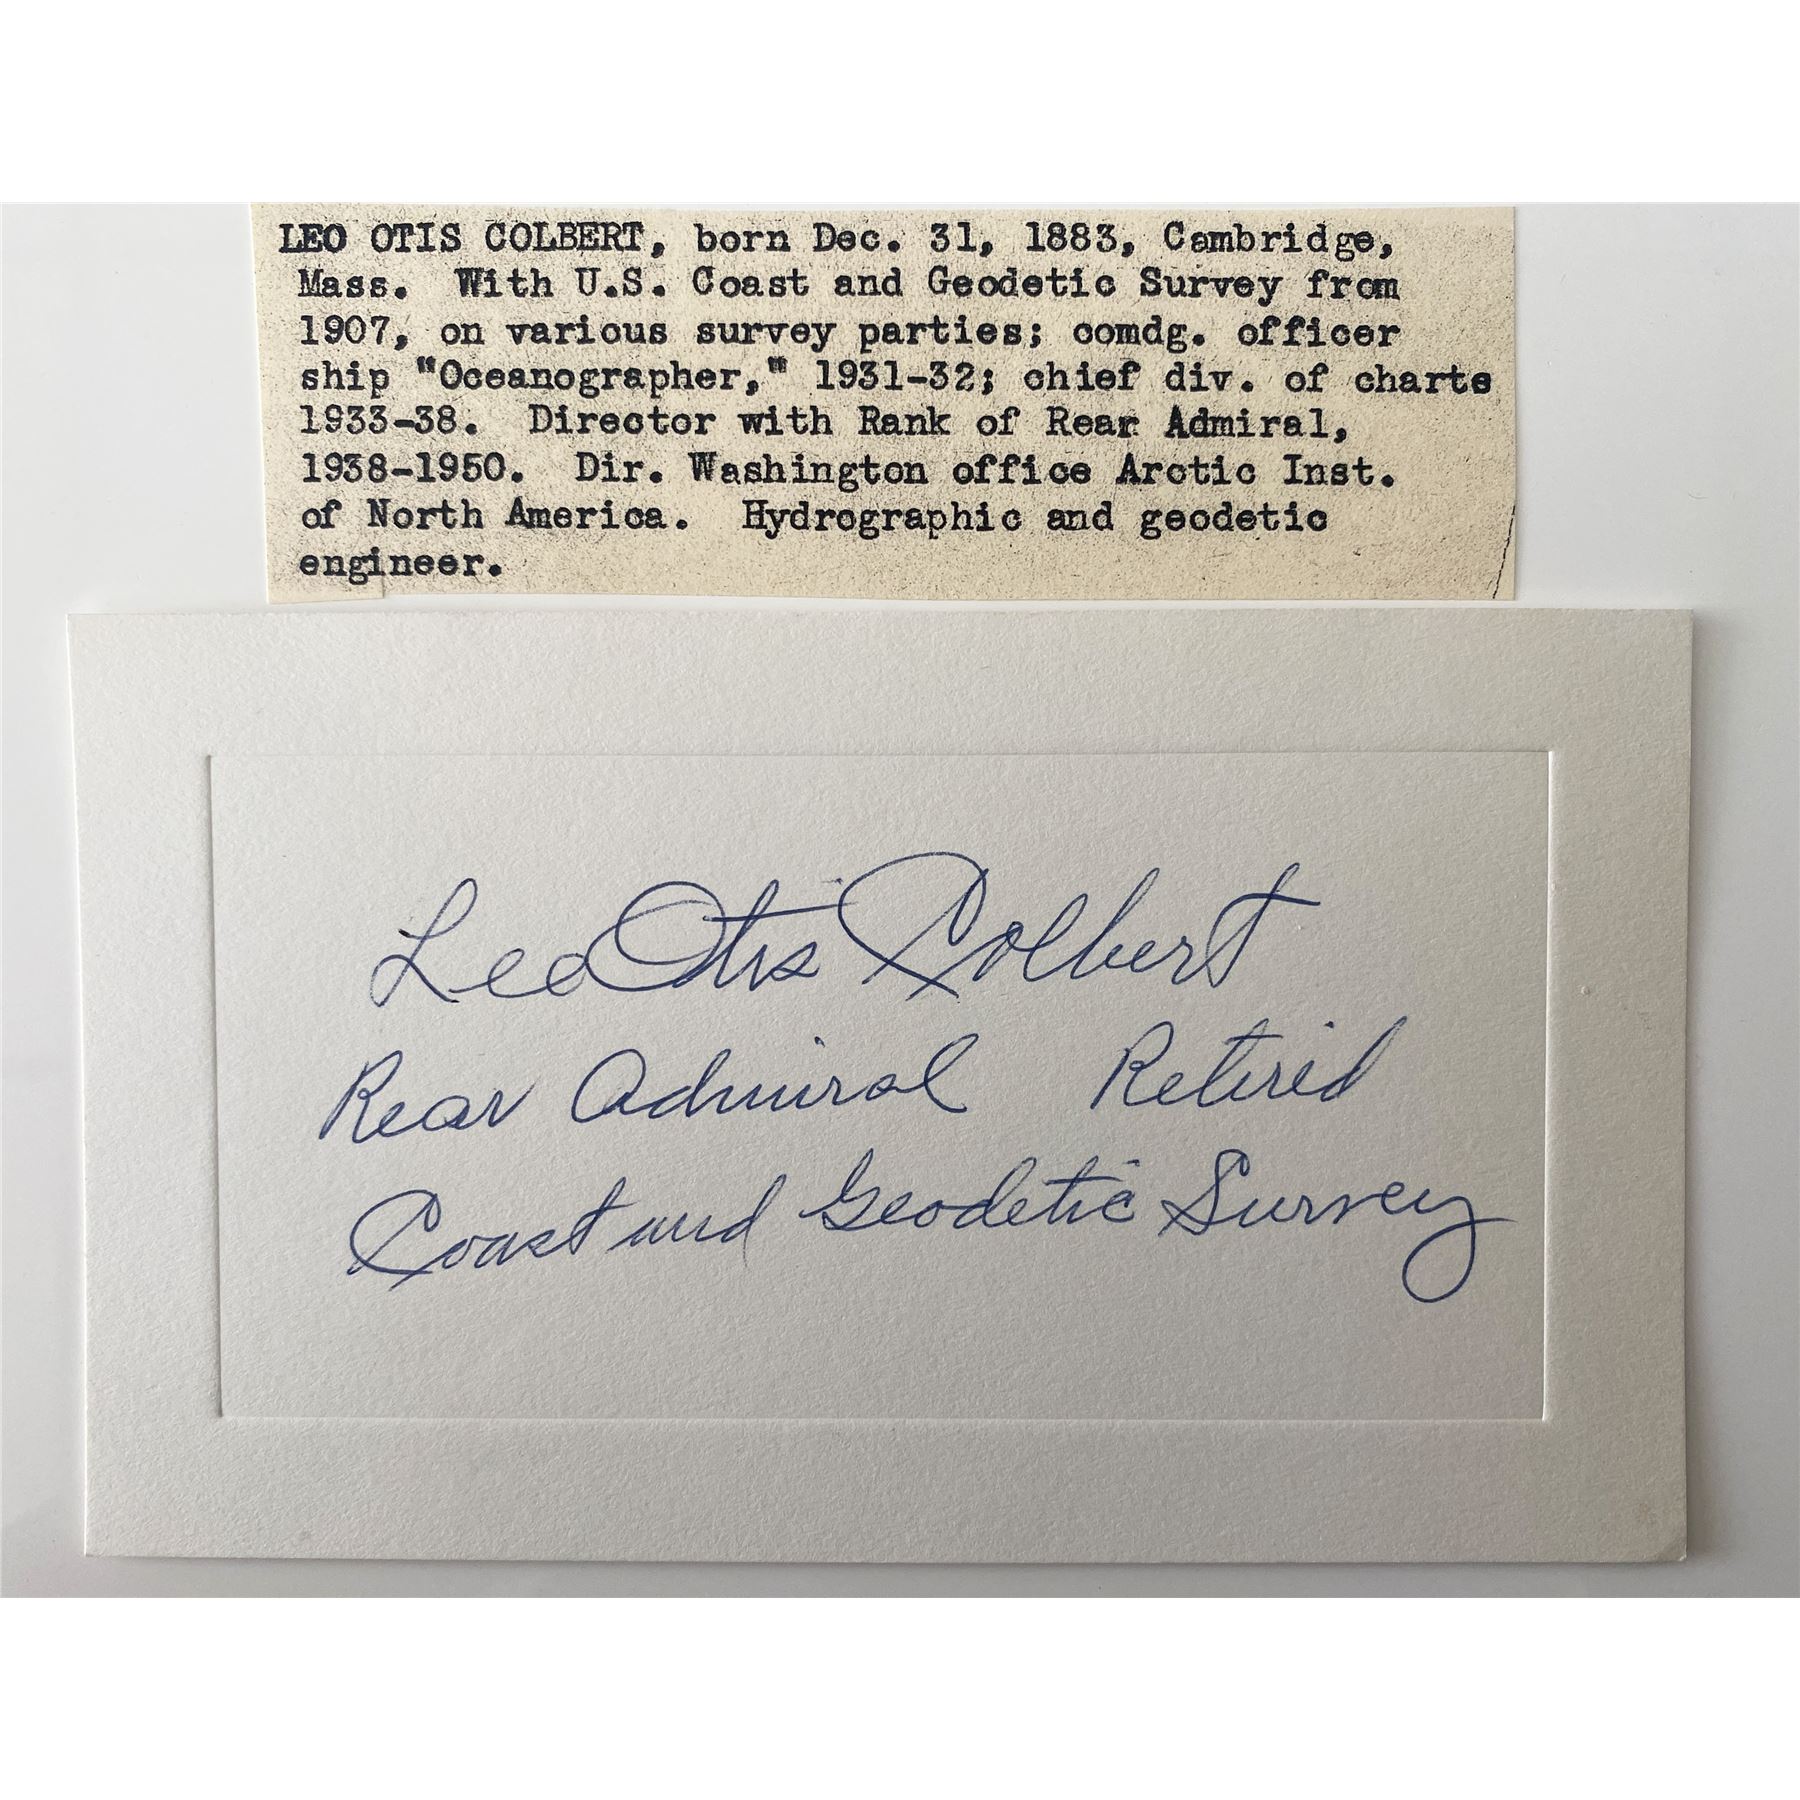 LEO OTIS COLBERT, born Dec. 31, 1883, Cambridge,
Mass. With U.S. Coast and Geodetic Survey from
1907, on various survey parties; comdg. officer
ship "Oceanographer," 1931-32; chief div. of charts
1933-38. Director with Rank of Rear Admiral,
1938-1950. Dir. Washington office Arctic Inst.
of North America. Hydrographic and geodetic
engineer.
Leo Otis Colbert
Rear Admiral Retired
Coast and Geodetic Survey